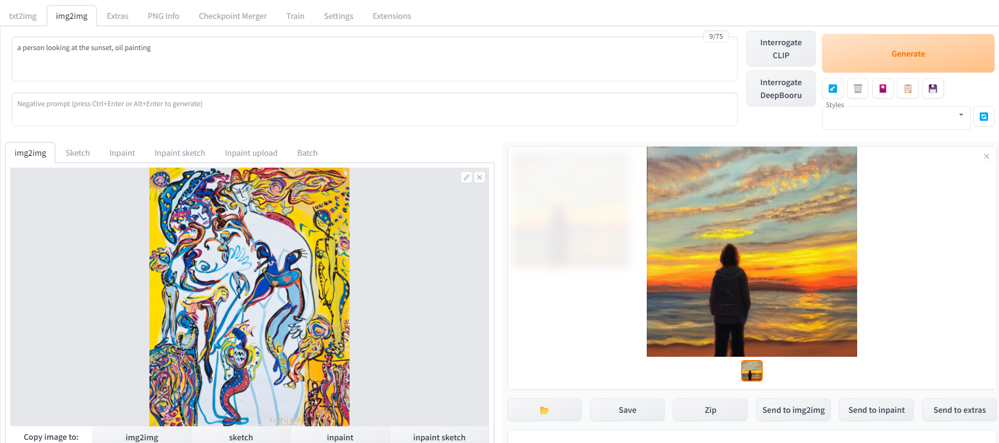 txt2img
img2img
Extras
PNG Info
Checkpoint Merger
Train
Settings
Extensions
9/75
a person looking at the sunset, oil painting
Negative prompt (press Ctrl+Enter or Alt+Enter to generate)
Interrogate
CLIP
Interrogate
DeepBooru
Generate
Styles
img2img
Sketch
Inpaint
Inpaint sketch
Inpaint upload
Batch
Copy image to:
img2img
sketch
inpaint
inpaint sketch
Save
Zip
Send to img2img
Send to inpaint
Send to extras